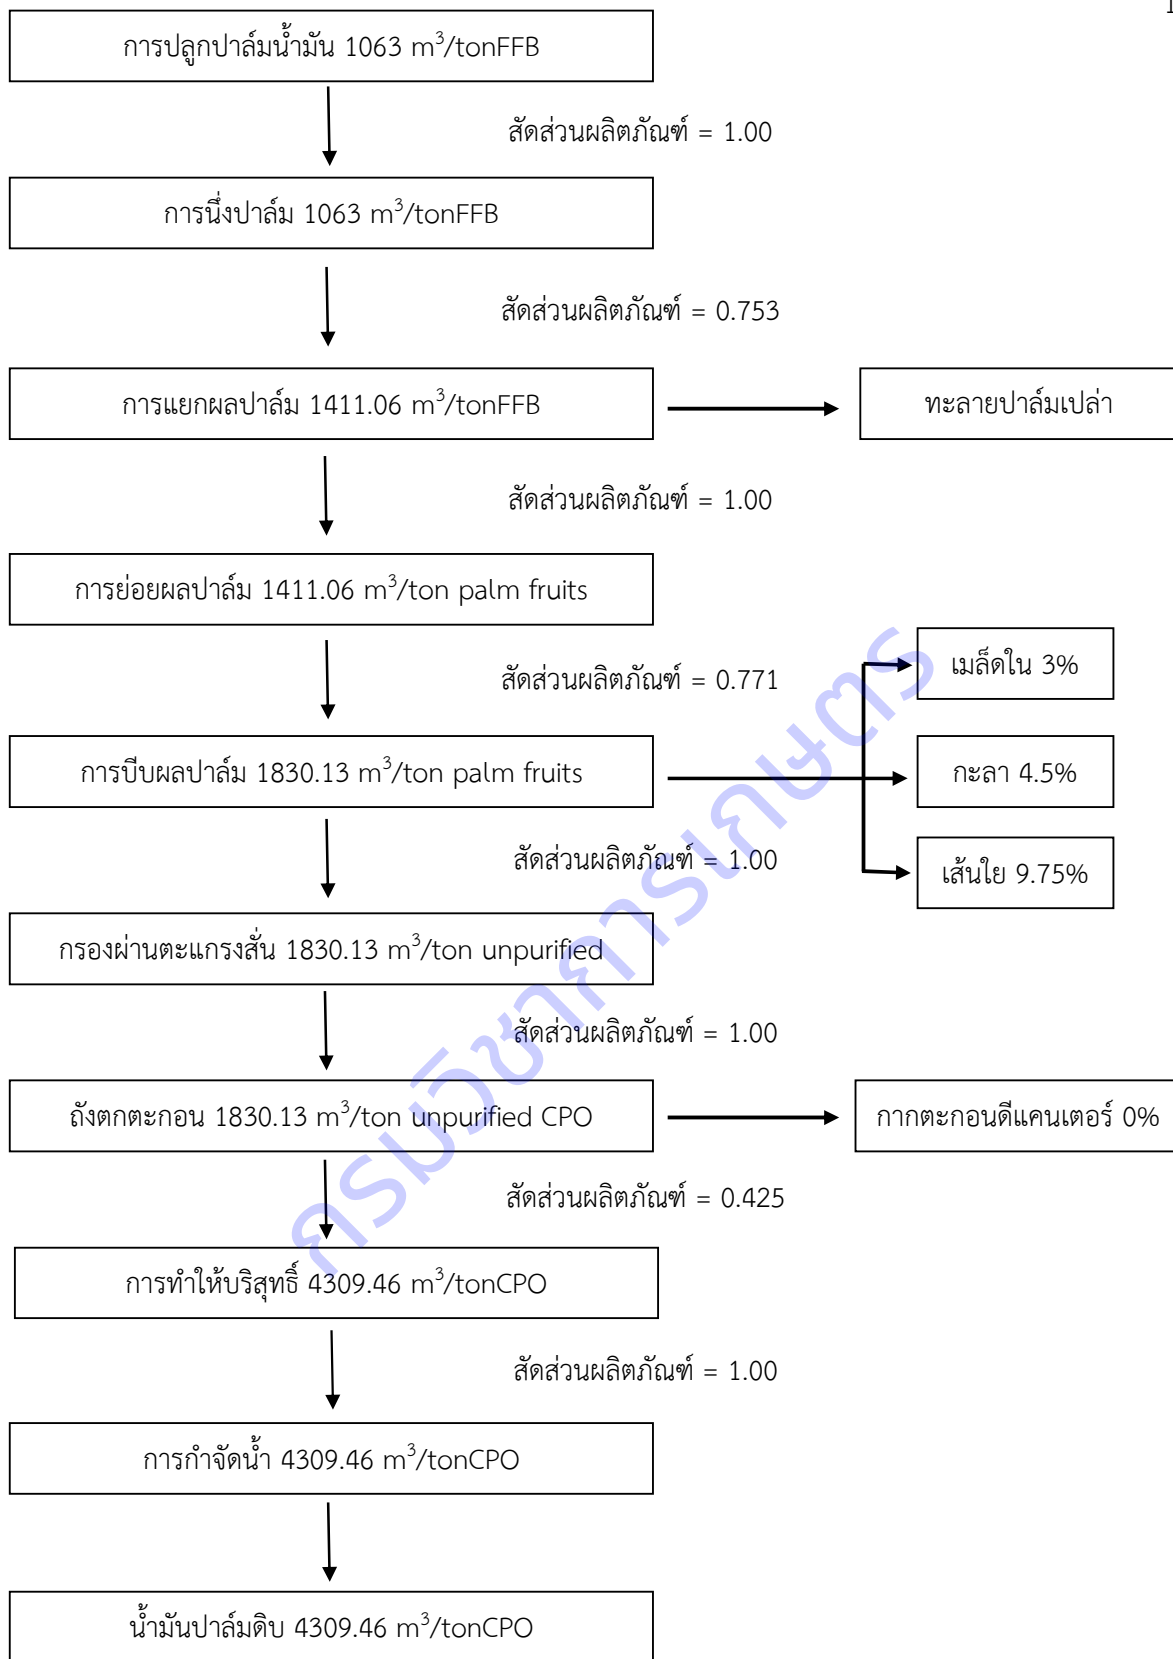 1
การปลูกปาล์มน้ำมัน 1063 m³/tonFFB
สัดส่วนผลิตภัณฑ์ = 1.00
การนึ่งปาล์ม 1063 m³/tonFFB
สัดส่วนผลิตภัณฑ์ = 0.753
การแยกผลปาล์ม 1411.06 m³/tonFFB
ทะลายปาล์มเปล่า
สัดส่วนผลิตภัณฑ์ = 1.00
การย่อยผลปาล์ม 1411.06 m³/ton palm fruits
สัดส่วนผลิตภัณฑ์ = 0.771
เมล็ดใน 3%
การบีบผลปาล์ม 1830.13 m³/ton palm fruits
กะลา 4.5%
สัดส่วนผลิตภัณฑ์ = 1.00
เส้นใย 9.75%
กรองผ่านตะแกรงสั่น 1830.13 m³/ton unpurified
สัดส่วนผลิตภัณฑ์ = 1.00
ถังตกตะกอน 1830.13 m³/ton unpurified CPO
กากตะกอนดีแคนเตอร์ 0%
สัดส่วนผลิตภัณฑ์ = 0.425
การทำให้บริสุทธิ์ 4309.46 m³/tonCPO
สัดส่วนผลิตภัณฑ์ = 1.00
การกำจัดน้ำ 4309.46 m³/tonCPO
น้ำมันปาล์มดิบ 4309.46 m³/tonCPO
กรมวิชาการเกษตร